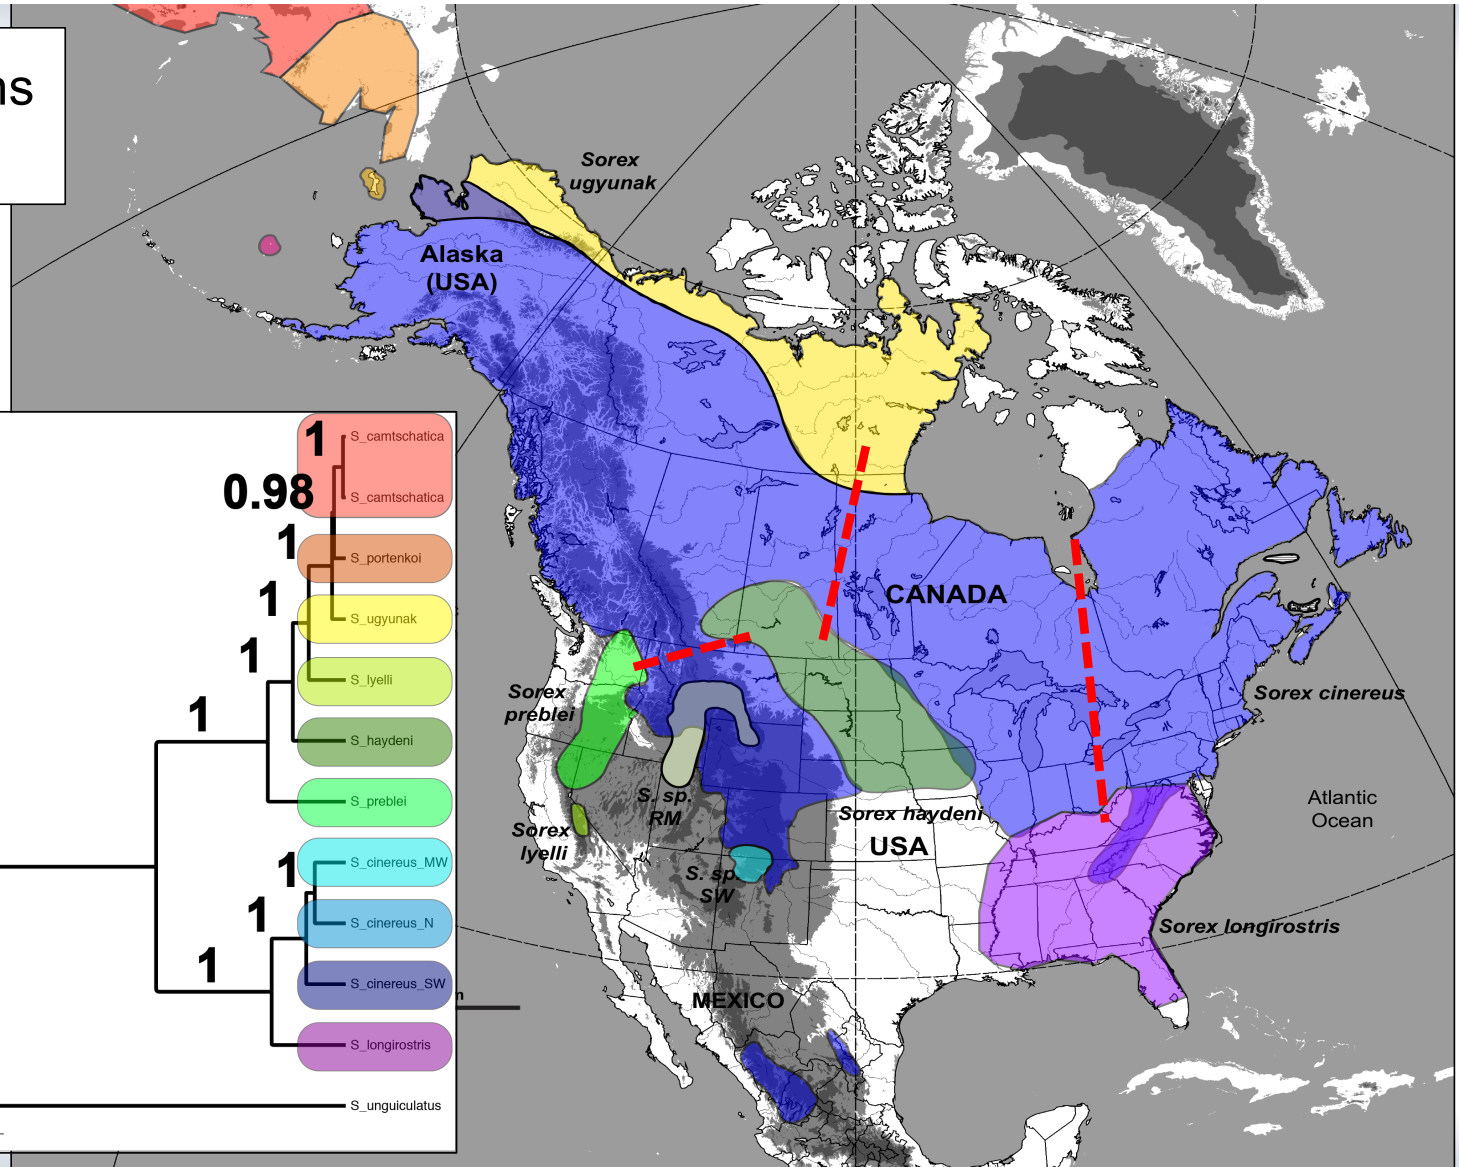 Sorex
ugyunak
Alaska
(USA)
CANADA
Sorex
preblei
Sorex cinereus
S. sp.
RM
Sorex haydeni
Atlantic
Ocean
Sorex
lyelli
USA
S. sp.
SW
Sorex longirostris
MEXICO
1
S_camtschatica
0.98
S_camtschatica
1
S_portenkoi
1
S_ugyunak
1
S_lyelli
1
S_haydeni
S_preblei
1
S_cinereus_MW
1
S_cinereus_N
1
S_cinereus_SW
S_longirostris
S_unguiculatus